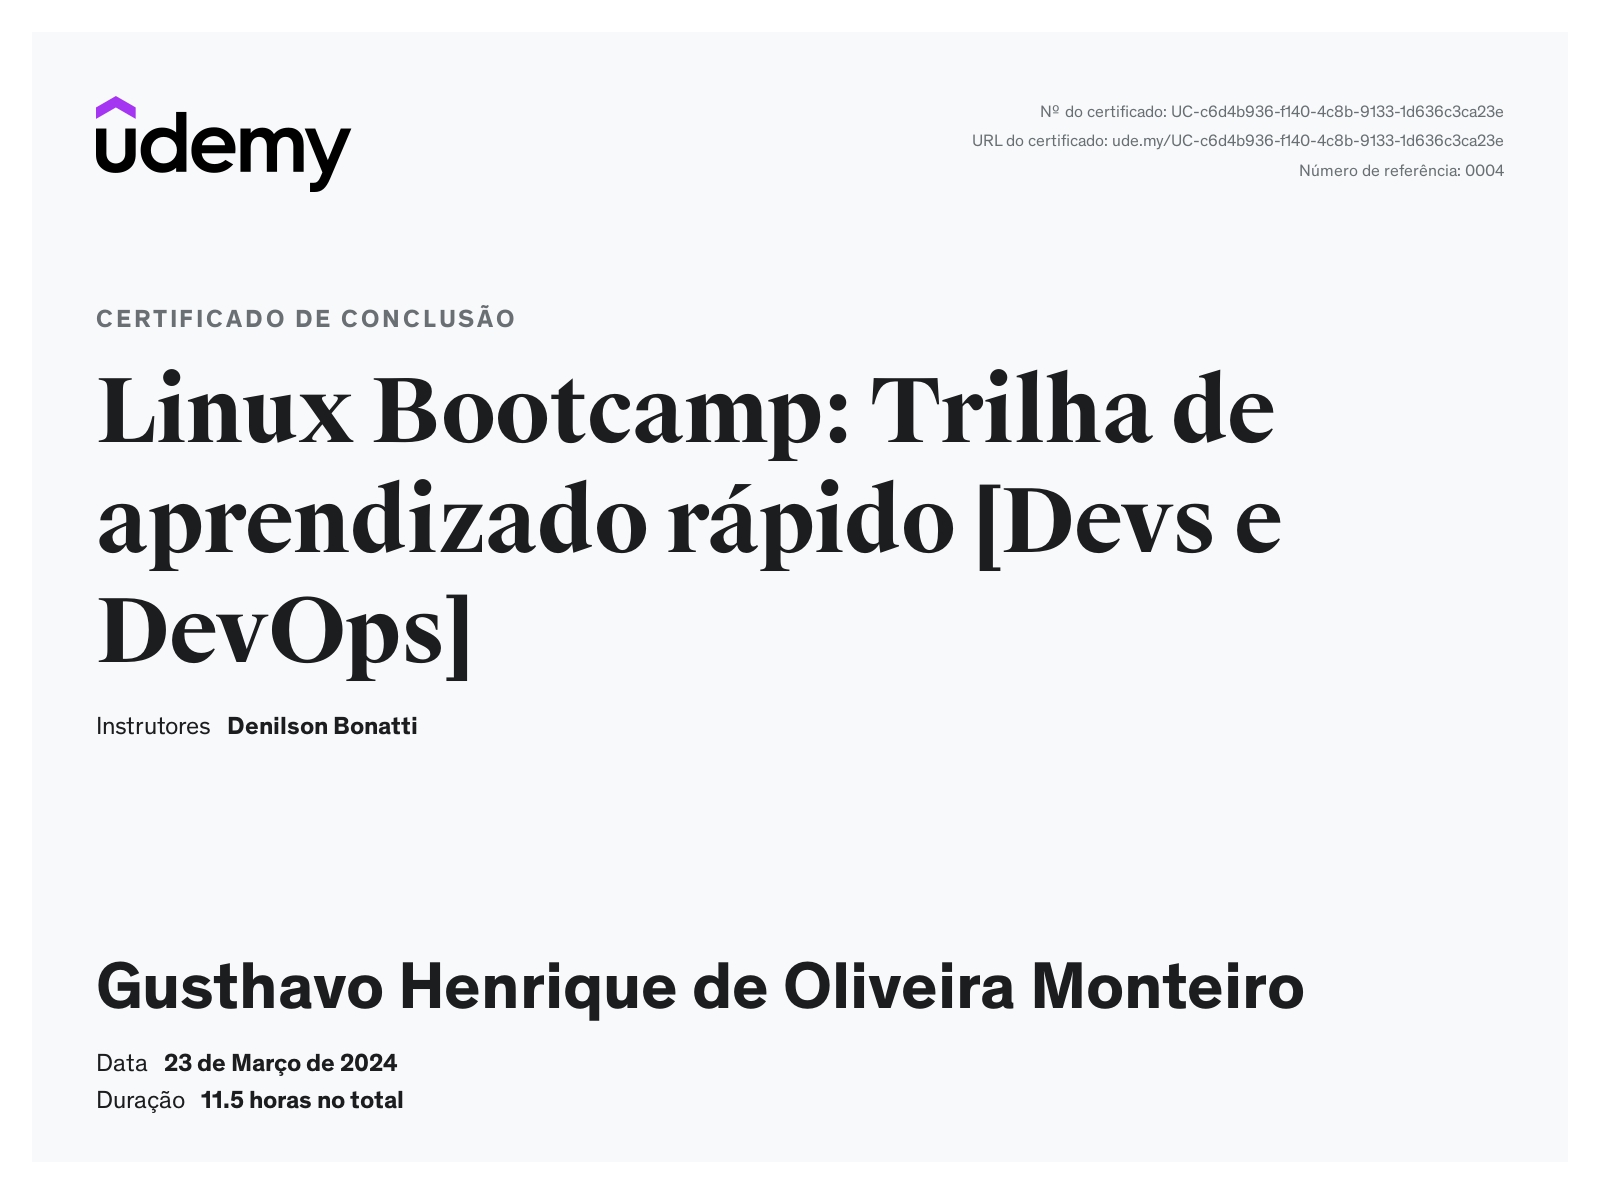 udemy
Nº do certificado: UC-c6d4b936-f140-4c8b-9133-1d636c3ca23e
URL do certificado: ude.my/UC-c6d4b936-f140-4c8b-9133-1d636c3ca23e
Número de referência: 0004
CERTIFICADO DE CONCLUSÃO
Linux Bootcamp: Trilha de
aprendizado rápido [Devs e
DevOps]
Instrutores Denilson Bonatti
Gusthavo Henrique de Oliveira Monteiro
Data 23 de Março de 2024
Duração 11.5 horas no total